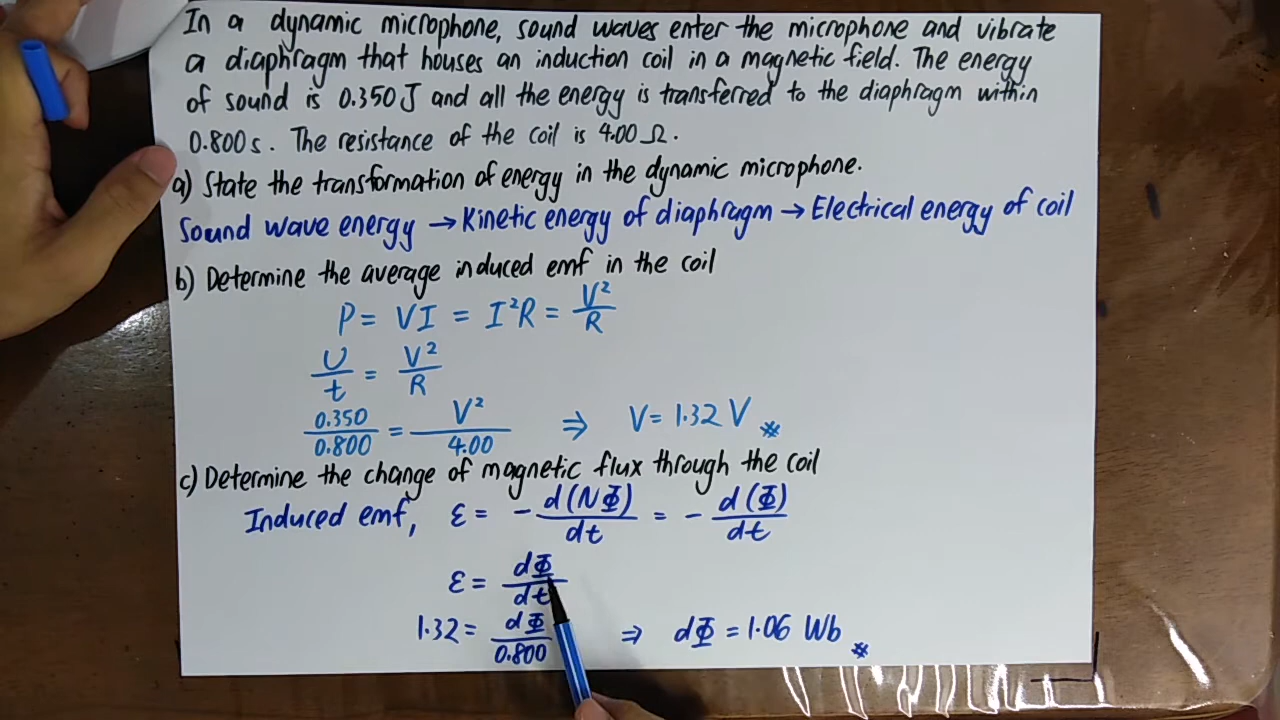 In a dynamic microphone, sound waves enter the microphone and vibrate
a diaphragm that houses an induction coil in a magnetic field. The energy
of sound is 0.350J and all the energy is transferred to the diaphragm within
0.800s. The resistance of the coil is 4.00 Ω.
a) State the transformation of energy in the dynamic microphone.
Sound wave energy → Kinetic energy of diaphragm → Electrical energy of coil
b) Determine the average induced emf in the coil
P = VI = I²R = V²/R
U/t = V²/R
0.350/0.800 = V²/4.00 ⇒ V = 1.32 V *
c) Determine the change of magnetic flux through the coil
Induced emf, ε = - d(NΦ)/dt = - d(Φ)/dt
ε = dΦ/dt
1.32 = dΦ/0.800 ⇒ dΦ = 1.06 Wb *